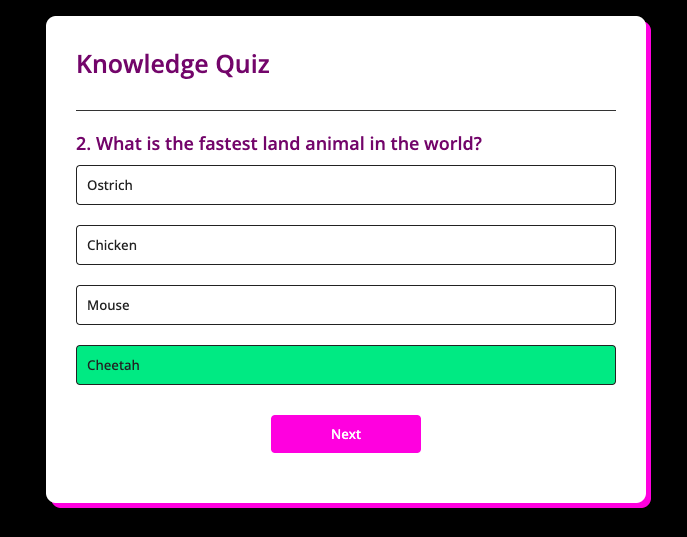 Knowledge Quiz
2. What is the fastest land animal in the world?
Ostrich
Chicken
Mouse
Cheetah
Next